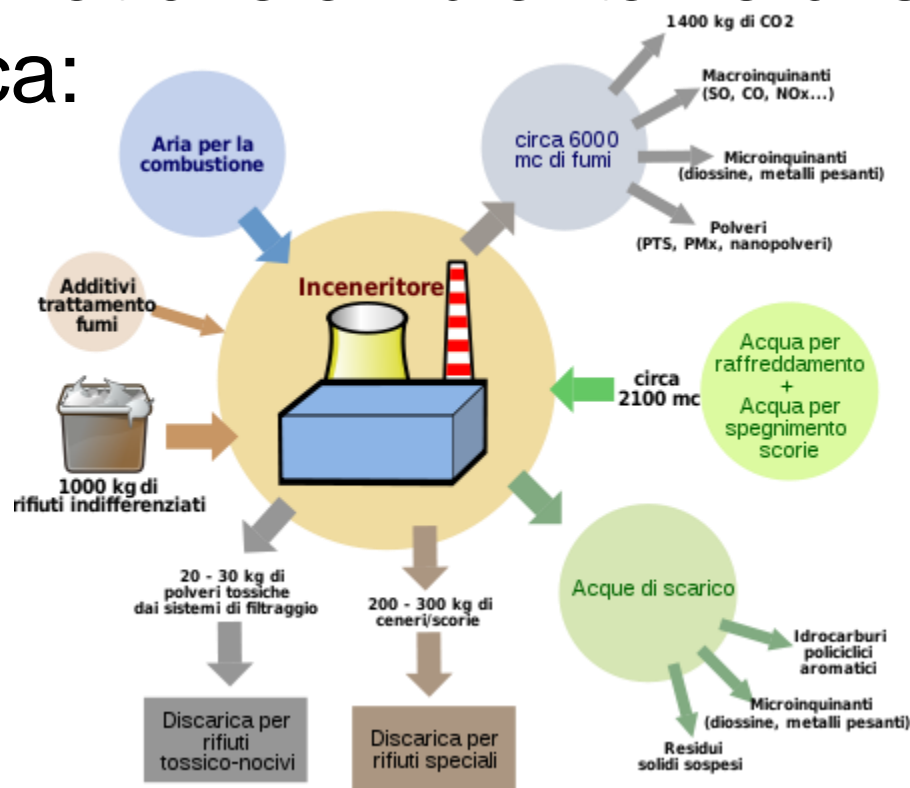 ca:
1400 kg di CO2
Macroinquinanti
(SO, CO, NOx...)
Aria per la
combustione
circa 6000
mc di fumi
Microinquinanti
(diossine, metalli pesanti)
Polveri
(PTS, PMx, nanopolveri)
Additivi
trattamento
fumi
Inceneritore
circa
2100 mc
Acqua per
raffreddamento
+
Acqua per
spegnimento
scorie
1000 kg di
rifiuti indifferenziati
20 - 30 kg di
polveri tossiche
dai sistemi di filtraggio
200 - 300 kg di
ceneri/scorie
Acque di scarico
Idrocarburi
policiclici
aromatici
Microinquinanti
(diossine, metalli pesanti)
Residui
solidi sospesi
Discarica per
rifiuti
tossico-nocivi
Discarica per
rifiuti speciali